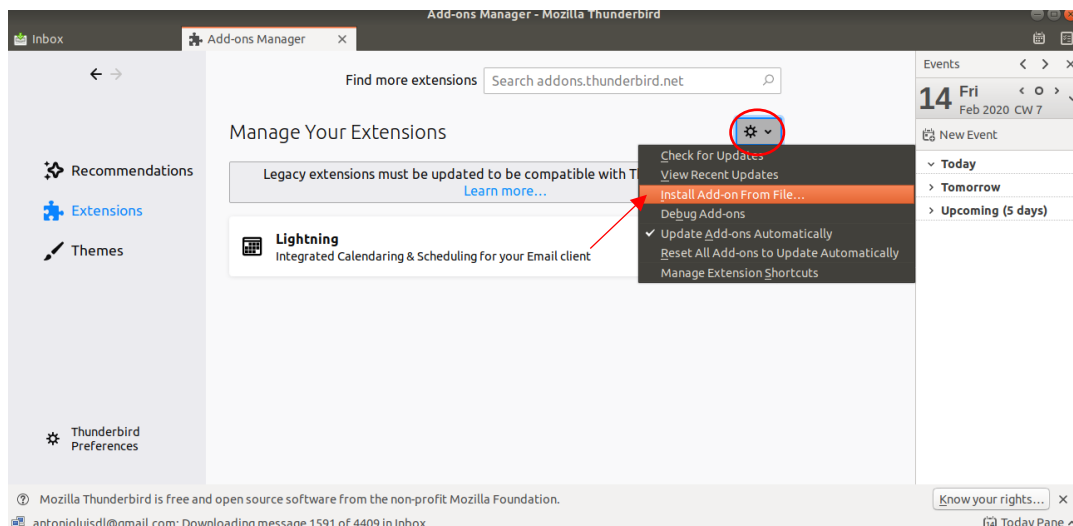 Add-ons Manager - Mozilla Thunderbird
Inbox
Add-ons Manager
Find more extensions
Search addons.thunderbird.net
Manage Your Extensions
Recommendations
Extensions
Themes
Legacy extensions must be updated to be compatible with
Learn more...
Lightning
Integrated Calendaring & Scheduling for your Email client
Check for Updates
View Recent Updates
Install Add-on From File...
Debug Add-ons
Update Add-ons Automatically
Reset All Add-ons to Update Automatically
Manage Extension Shortcuts
Events
14 Fri
Feb 2020 CW 7
New Event
Today
Tomorrow
Upcoming (5 days)
Thunderbird
Preferences
Mozilla Thunderbird is free and open source software from the non-profit Mozilla Foundation.
Know your rights...
antonioluisdl@gmail.com: Downloading message 1591 of 4409 in Inbox
14 Today Pane